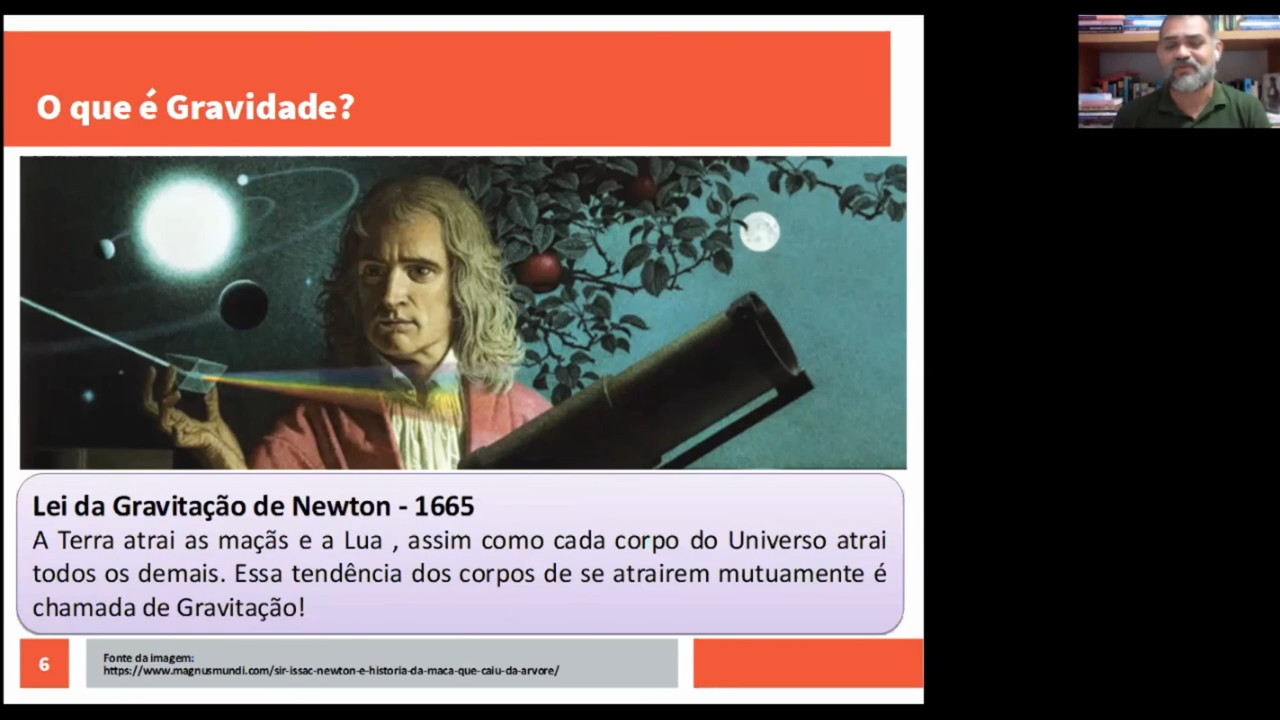 O que é Gravidade?
Lei da Gravitação de Newton - 1665
A Terra atrai as maçãs e a Lua , assim como cada corpo do Universo atrai
todos os demais. Essa tendência dos corpos de se atrairem mutuamente é
chamada de Gravitação!
6
Fonte da imagem:
https://www.magnusmundi.com/sir-issac-newton-e-historia-da-maca-que-caiu-da-arvore/